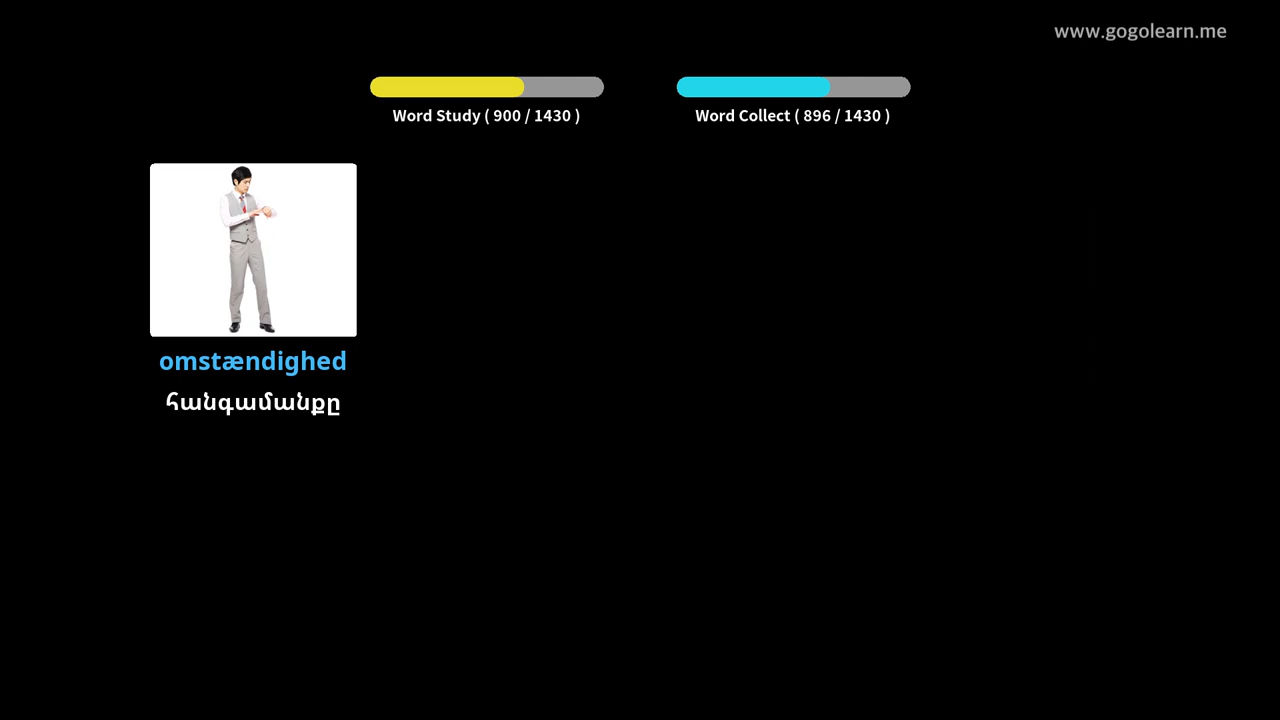 www.gogolearn.me
Word Study ( 900 / 1430 )
Word Collect ( 896 / 1430 )
omstændighed
հանգամանքը